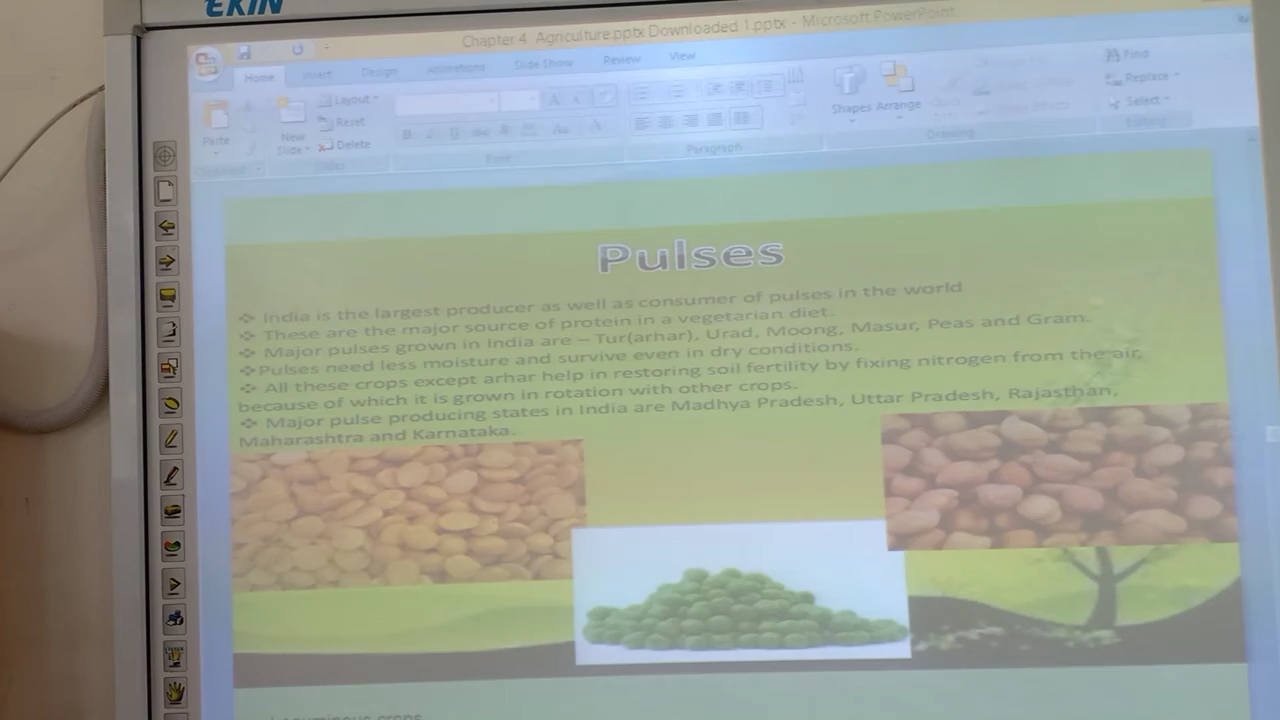 EKIN
Chapter 4 Agriculture.pptx Downloaded 1.pptx - Microsoft PowerPoint
Home Insert Design Animations Slide Show Review View
Paste
New Slide
Layout
Reset
Delete
Slides
Font
Paragraph
Shapes Arrange
Drawing
Find
Replace
Select
Editing
Pulses
India is the largest producer as well as consumer of pulses in the world
These are the major source of protein in a vegetarian diet.
Major pulses grown in India are – Tur(arhar), Urad, Moong, Masur, Peas and Gram.
Pulses need less moisture and survive even in dry conditions.
All these crops except arhar help in restoring soil fertility by fixing nitrogen from the air,
because of which it is grown in rotation with other crops.
Major pulse producing states in India are Madhya Pradesh, Uttar Pradesh, Rajasthan,
Maharashtra and Karnataka.